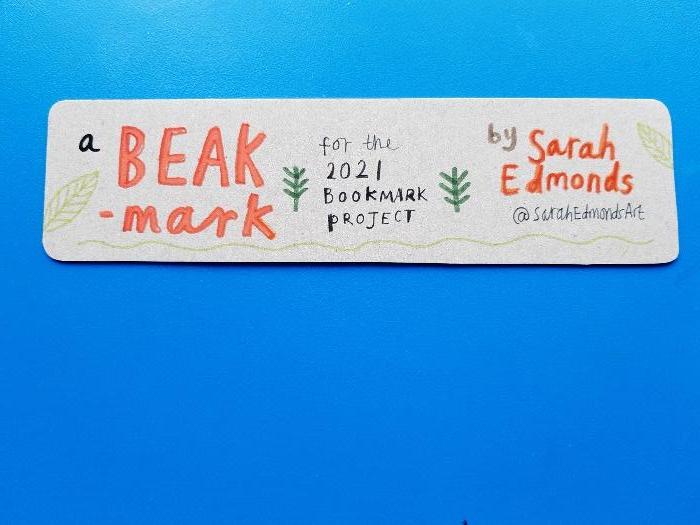 a BEAK
-mark
for the
2021
BOOKMARK
PROJECT
by Sarah
Edmonds
@sarahEdmondsArt